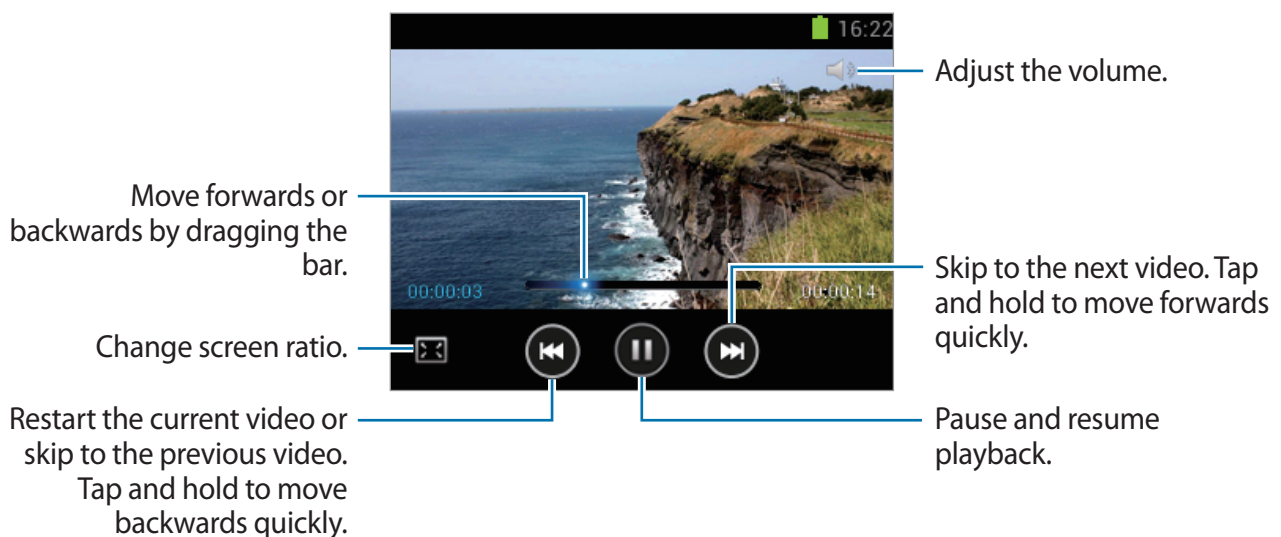 16:22
Adjust the volume.
Move forwards or
backwards by dragging the
bar.
00:00:03
00:00:14
Skip to the next video. Tap
and hold to move forwards
quickly.
Change screen ratio.
Restart the current video or
skip to the previous video.
Tap and hold to move
backwards quickly.
Pause and resume
playback.